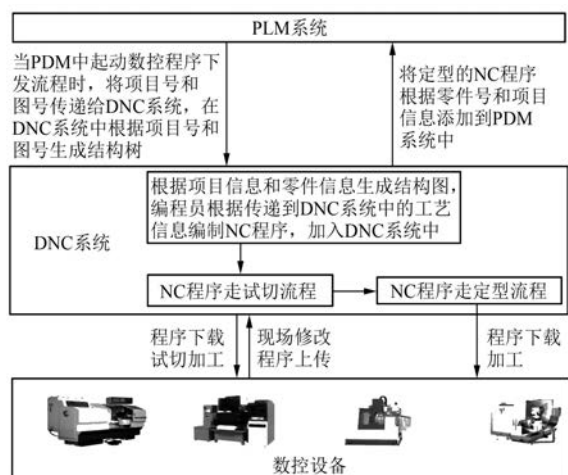 PLM系统
当PDM中起动数控程序下
发流程时，将项目号和
图号传递给DNC系统，在
DNC系统中根据项目号和
图号生成结构树
将定型的NC程序
根据零件号和项目
信息添加到PDM
系统中
根据项目信息和零件信息生成结构图，
编程员根据传递到DNC系统中的工艺
信息编制NC程序，加入DNC系统中
DNC系统
NC程序走试切流程
NC程序走定型流程
程序下载
试切加工
现场修改
程序上传
程序下载
加工
数控设备